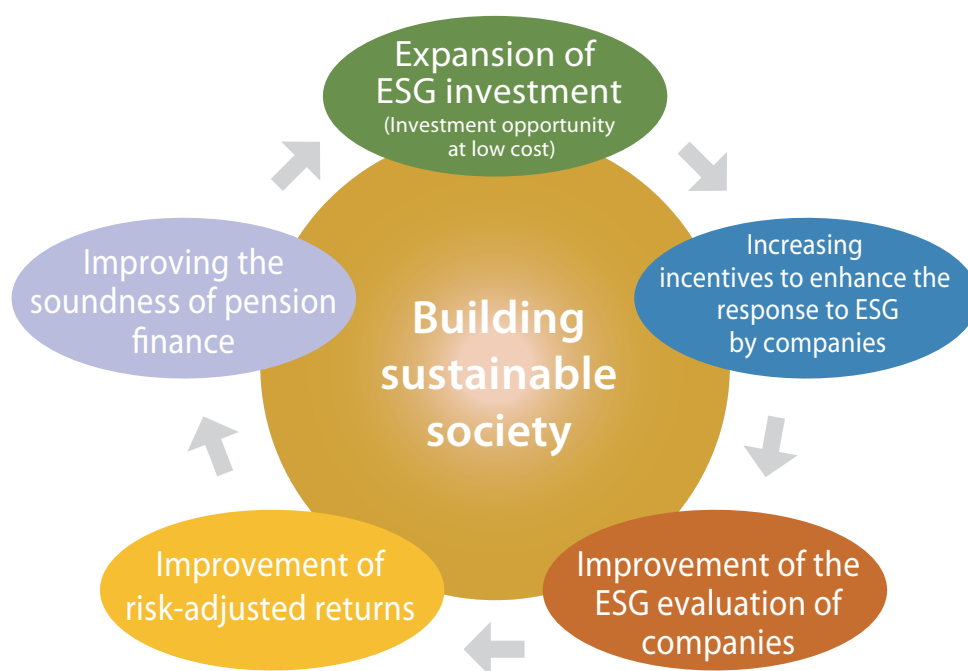 Expansion of
ESG investment
(Investment opportunity
at low cost)
Increasing
incentives to enhance the
response to ESG
by companies
Improvement of the
ESG evaluation of
companies
Improvement of
risk-adjusted returns
Improving the
soundness of pension
finance
Building
sustainable
society